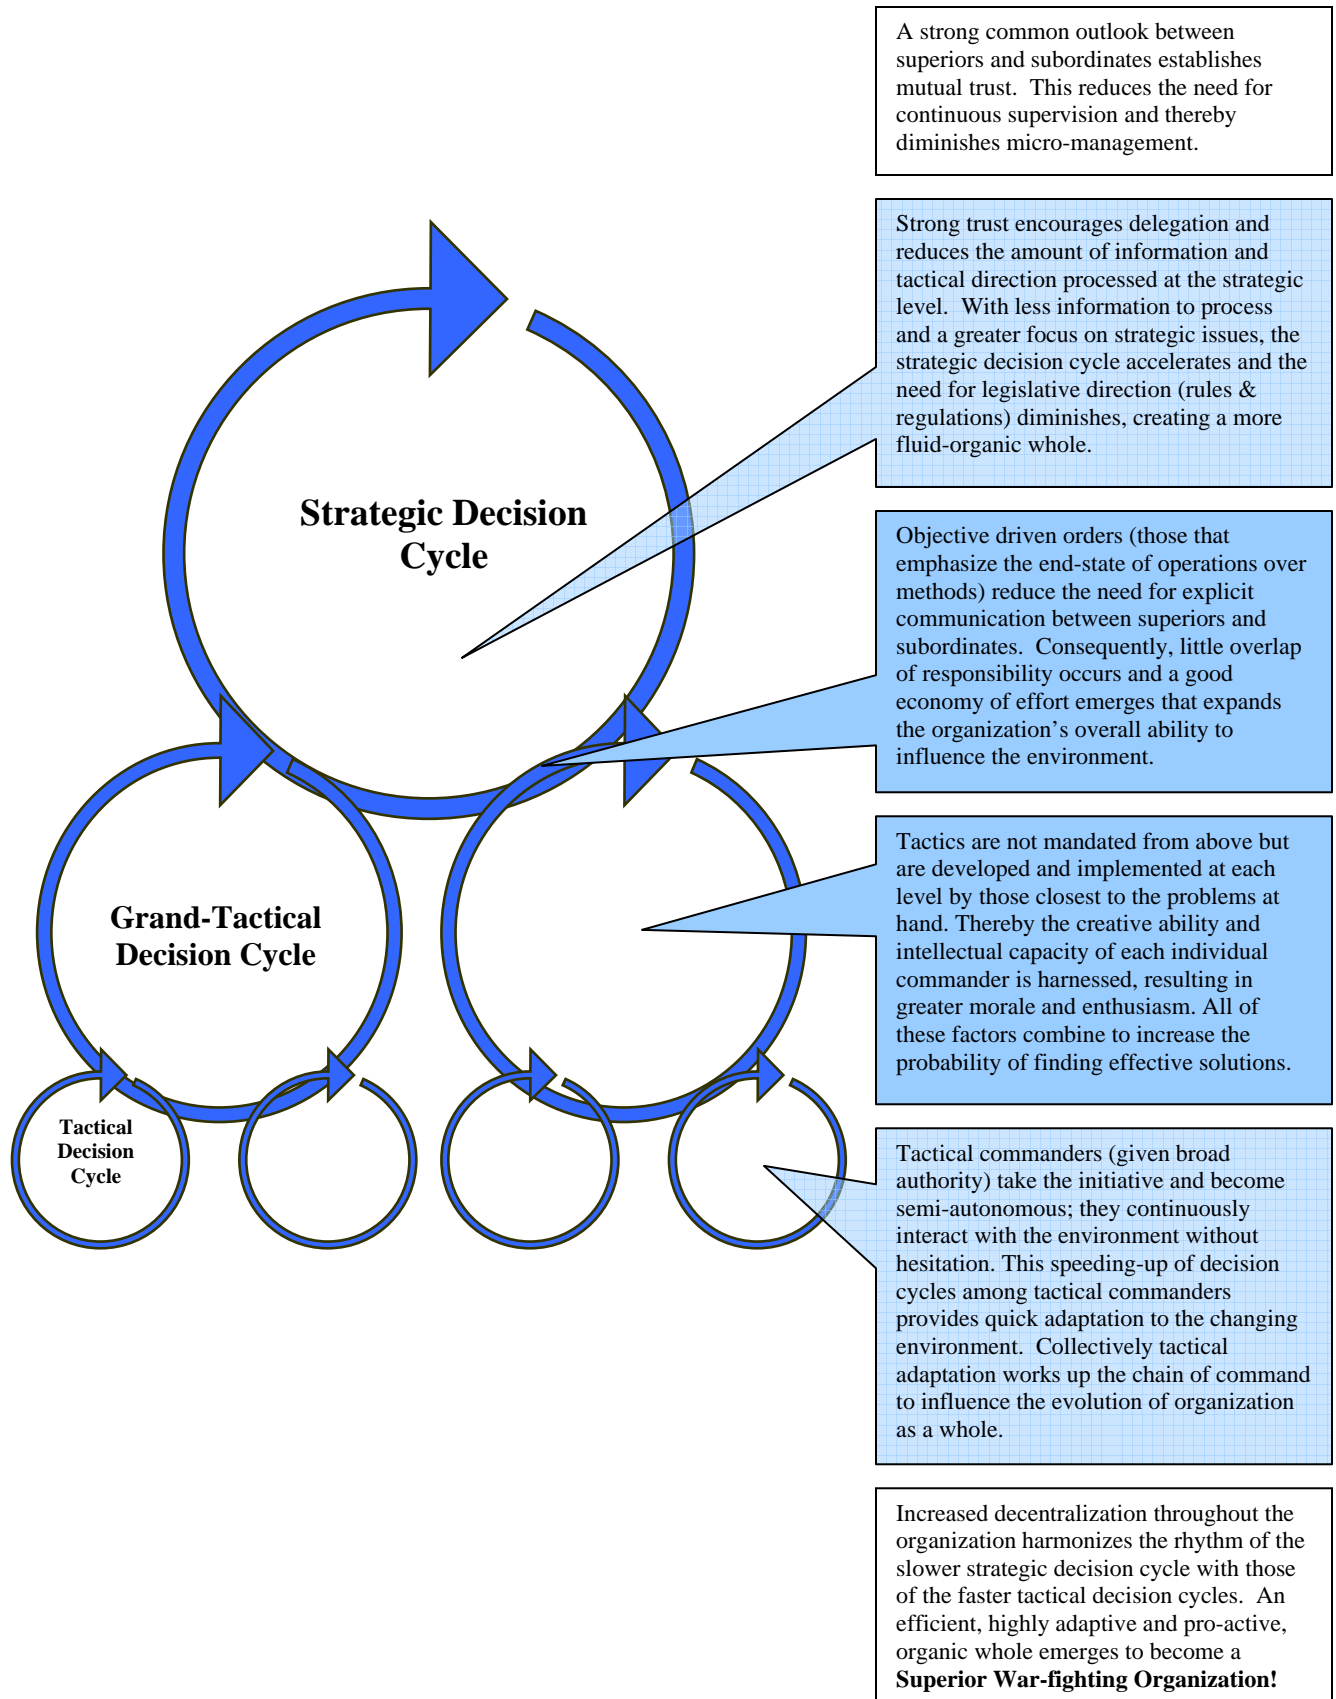 A strong common outlook between
superiors and subordinates establishes
mutual trust.  This reduces the need for
continuous supervision and thereby
diminishes micro-management.
Strong trust encourages delegation and
reduces the amount of information and
tactical direction processed at the strategic
level.  With less information to process
and a greater focus on strategic issues, the
strategic decision cycle accelerates and the
need for legislative direction (rules &
regulations) diminishes, creating a more
fluid-organic whole.
Strategic Decision
Cycle
Objective driven orders (those that
emphasize the end-state of operations over
methods) reduce the need for explicit
communication between superiors and
subordinates.  Consequently, little overlap
of responsibility occurs and a good
economy of effort emerges that expands
the organization’s overall ability to
influence the environment.
Grand-Tactical
Decision Cycle
Tactics are not mandated from above but
are developed and implemented at each
level by those closest to the problems at
hand. Thereby the creative ability and
intellectual capacity of each individual
commander is harnessed, resulting in
greater morale and enthusiasm. All of
these factors combine to increase the
probability of finding effective solutions.
Tactical
Decision
Cycle
Tactical commanders (given broad
authority) take the initiative and become
semi-autonomous; they continuously
interact with the environment without
hesitation. This speeding-up of decision
cycles among tactical commanders
provides quick adaptation to the changing
environment.  Collectively tactical
adaptation works up the chain of command
to influence the evolution of organization
as a whole.
Increased decentralization throughout the
organization harmonizes the rhythm of the
slower strategic decision cycle with those
of the faster tactical decision cycles.  An
efficient, highly adaptive and pro-active,
organic whole emerges to become a
Superior War-fighting Organization!